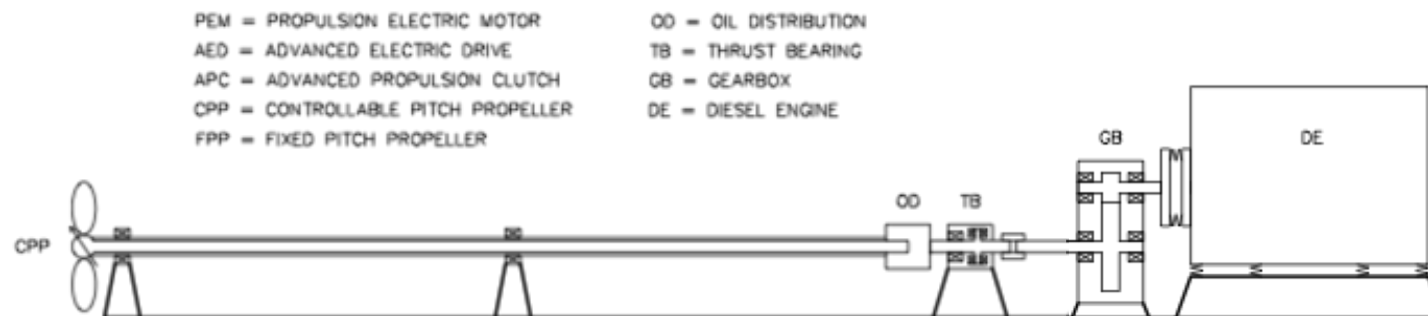 PEM = PROPULSION ELECTRIC MOTOR
AED = ADVANCED ELECTRIC DRIVE
APC = ADVANCED PROPULSION CLUTCH
CPP = CONTROLLABLE PITCH PROPELLER
FPP = FIXED PITCH PROPELLER
OD = OIL DISTRIBUTION
TB = THRUST BEARING
GB = GEARBOX
DE = DIESEL ENGINE
GB
DE
OD
TB
CPP